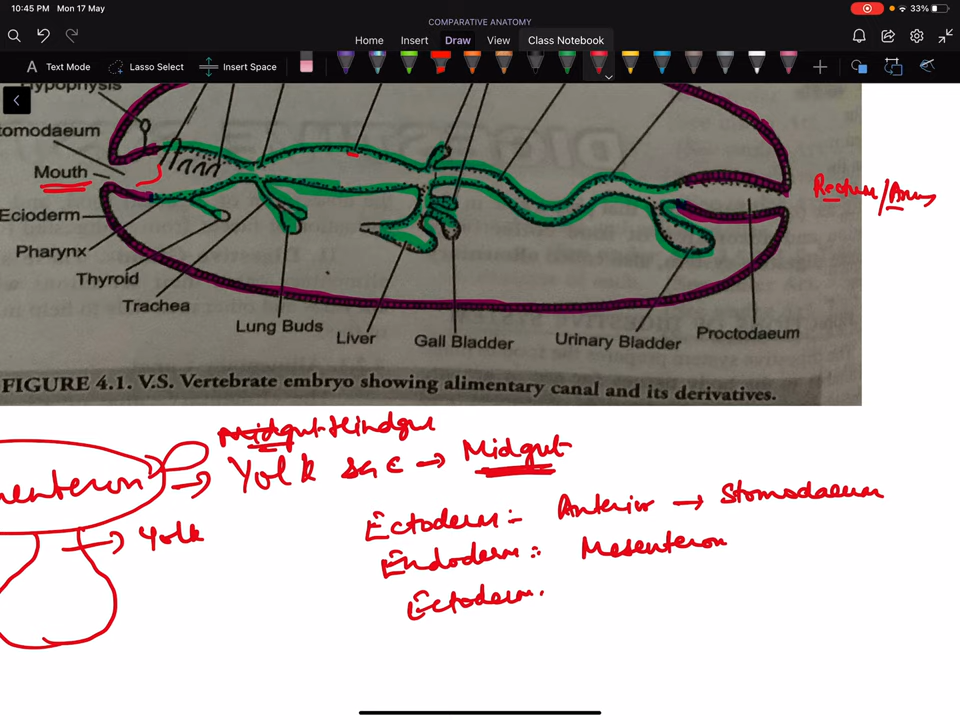 10:45 PM Mon 17 May
33%
COMPARATIVE ANATOMY
Home Insert Draw View Class Notebook
Text Mode Lasso Select Insert Space
Hypophysis
tomodaeum
Mouth
Ecioderm
Pharynx
Thyroid
Trachea
Lung Buds
Liver
Gall Bladder
Urinary Bladder
Proctodaeum
Rectum/Anus
FIGURE 4.1. V.S. Vertebrate embryo showing alimentary canal and its derivatives.
Midgut-Hindgut
enteron → Yolk sac → Midgut
→ Yolk
Ectoderm :- Anterior → Stomodaeum
Endoderm :- Mesenteron
Ectoderm.